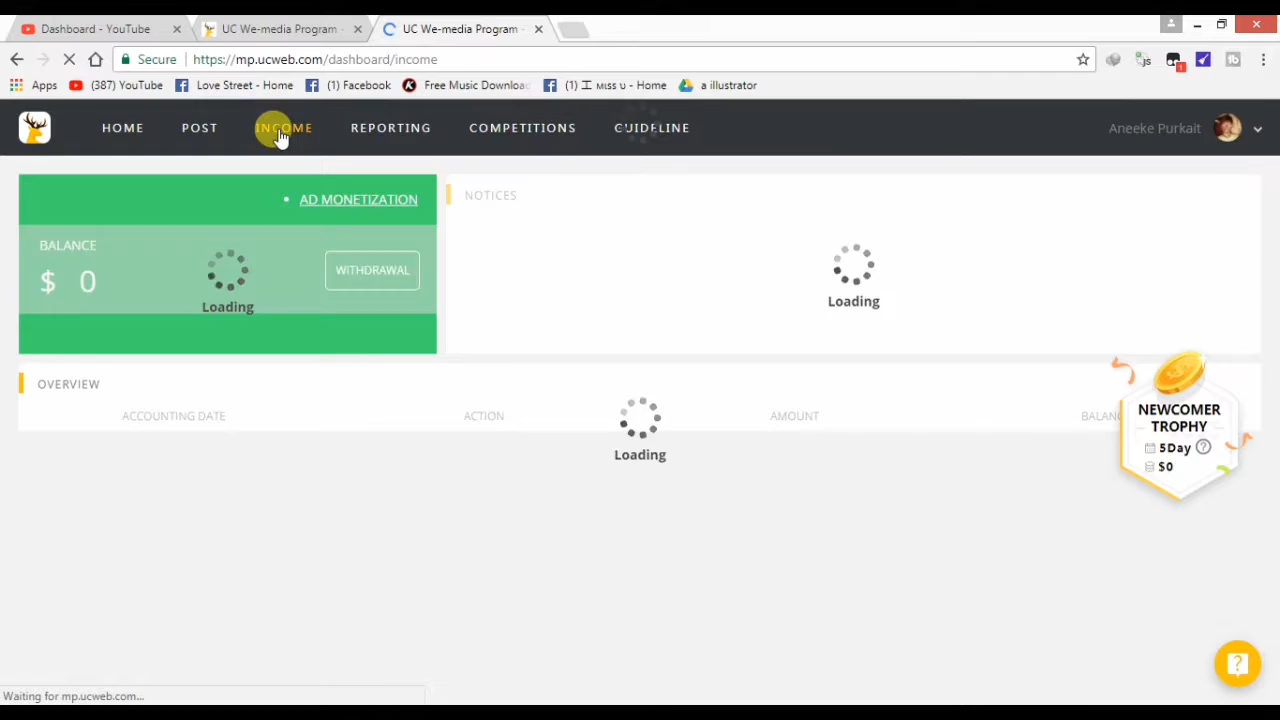 Dashboard - YouTube
UC We-media Program -
UC We-media Program -
Secure
https://mp.ucweb.com/dashboard/income
Apps
(387) YouTube
Love Street - Home
(1) Facebook
Free Music Downloa
(1) 工 мιѕѕ υ - Home
a illustrator
HOME
POST
INCOME
REPORTING
COMPETITIONS
GUIDELINE
Aneeke Purkait
• AD MONETIZATION
BALANCE
$ 0
WITHDRAWAL
Loading
NOTICES
Loading
OVERVIEW
ACCOUNTING DATE
ACTION
AMOUNT
BALANC
Loading
NEWCOMER
TROPHY
5Day ?
$0
?
Waiting for mp.ucweb.com...